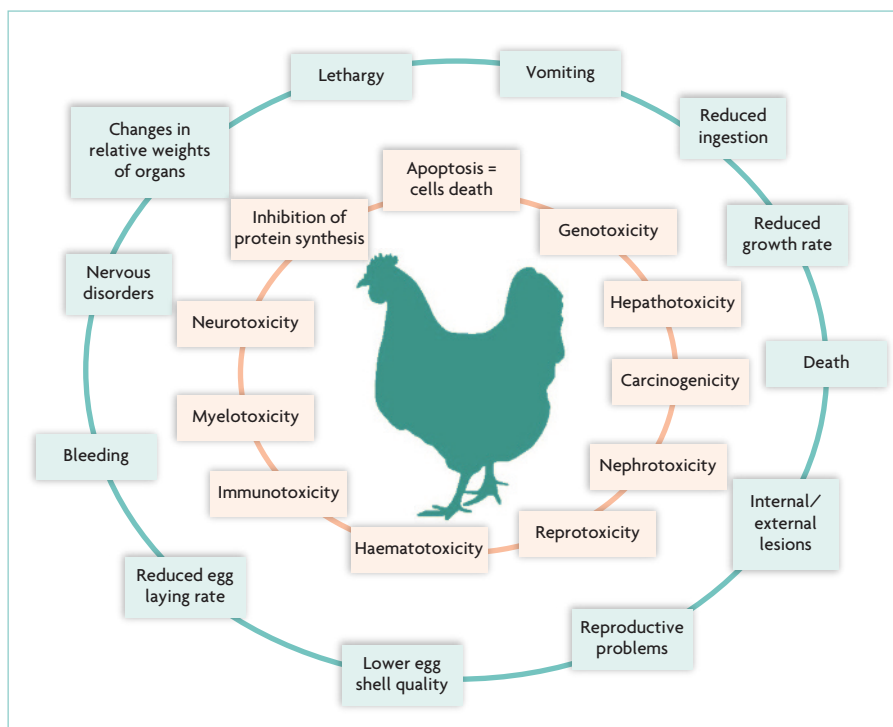 Lethargy
Vomiting
Reduced
ingestion
Changes in
relative weights
of organs
Apoptosis =
cells death
Inhibition of
protein synthesis
Genotoxicity
Reduced
growth rate
Nervous
disorders
Hepathotoxicity
Neurotoxicity
Death
Carcinogenicity
Myelotoxicity
Bleeding
Nephrotoxicity
Immunotoxicity
Internal/
external
lesions
Reprotoxicity
Haematotoxicity
Reduced egg
laying rate
Reproductive
problems
Lower egg
shell quality